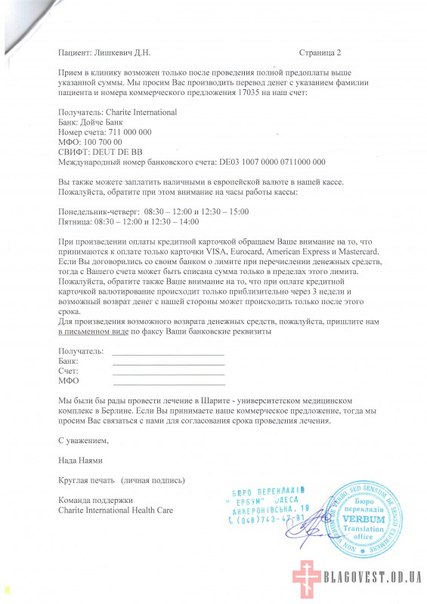 Пациент: Лишкевич Д.Н. Страница 2
Прием в клинику возможен только после проведения полной предоплаты выше
указанной суммы. Мы просим Вас производить перевод денег с указанием фамилии
пациента и номера коммерческого предложения 17035 на наш счет:
Получатель: Charite International
Банк: Дойче Банк
Номер счета: 711 000 000
МФО: 100 700 00
СВИФТ: DEUT DE BB
Международный номер банковского счета: DE03 1007 0000 0711000 000
Вы также можете заплатить наличными в европейской валюте в нашей кассе.
Пожалуйста, обратите при этом внимание на часы работы кассы:
Понедельник-четверг: 08:30 – 12:00 и 12:30 – 15:00
Пятница: 08:30 – 12:00 и 12:30 – 14:00
При произведении оплаты кредитной карточкой обращаем Ваше внимание на то, что
принимаются к оплате только карточки VISA, Eurocard, American Express и Mastercard.
Если Вы договорились со своим банком о лимите при перечислении денежных средств,
тогда с Вашего счета может быть списана сумма только в пределах этого лимита.
Пожалуйста, обратите также Ваше внимание на то, что при оплате кредитной
карточкой валютирование происходит только приблизительно через 3 недели и
возможный возврат денег с нашей стороны может происходить только после этого
срока.
Для произведения возможного возврата денежных средств, пожалуйста, пришлите нам
в письменном виде по факсу Ваши банковские реквизиты
Получатель:
Банк:
Счет:
МФО
Мы были бы рады провести лечение в Шарите - университетском медицинском
комплекс в Берлине. Если Вы принимаете наше коммерческое предложение, тогда мы
просим Вас связаться с нами для согласования срока проведения лечения.
С уважением,
Нада Наями
Круглая печать (личная подпись)
Команда поддержки
Charite International Health Care
БЮРО ПЕРЕКЛАДІВ
ОДЕСА
Бюро
перекладів
VERBUM
Translation
office
BLAGOVEST.OD.UA